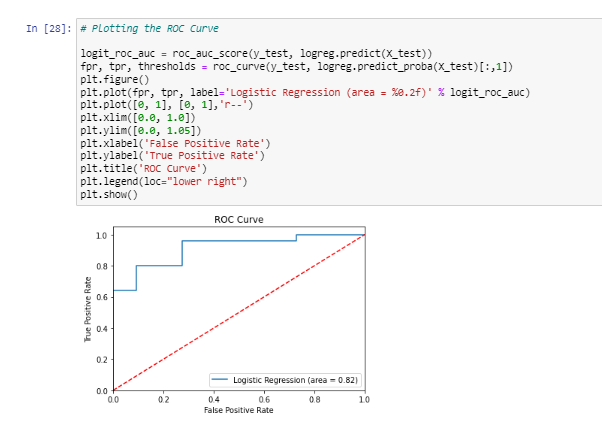 In [28]: # Plotting the ROC Curve
logit_roc_auc = roc_auc_score(y_test, logreg.predict(X_test))
fpr, tpr, thresholds = roc_curve(y_test, logreg.predict_proba(X_test)[:,1])
plt.figure()
plt.plot(fpr, tpr, label='Logistic Regression (area = %0.2f)' % logit_roc_auc)
plt.plot([0, 1], [0, 1],'r--')
plt.xlim([0.0, 1.0])
plt.ylim([0.0, 1.05])
plt.xlabel('False Positive Rate')
plt.ylabel('True Positive Rate')
plt.title('ROC Curve')
plt.legend(loc="lower right")
plt.show()
ROC Curve
1.0
0.8
0.6
0.4
0.2
0.0
True Positive Rate
Logistic Regression (area = 0.82)
0.0 0.2 0.4 0.6 0.8 1.0
False Positive Rate